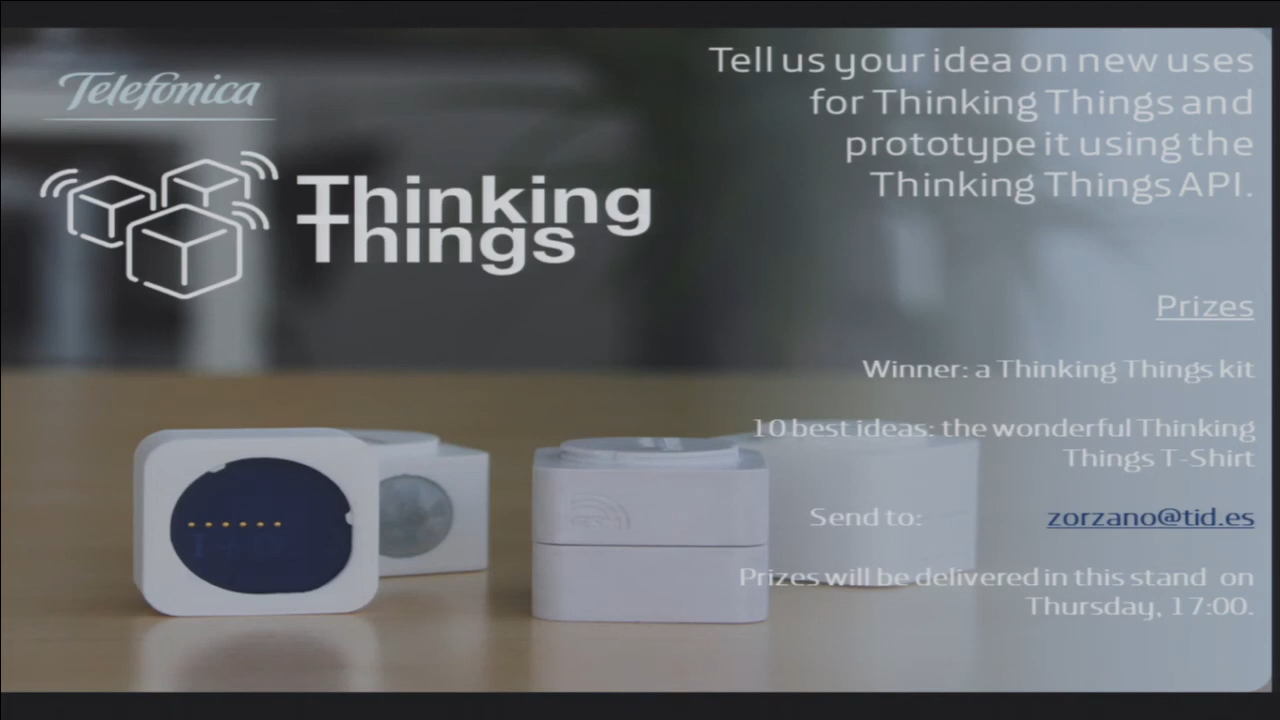 Telefónica
Thinking
Things
Tell us your idea on new uses
for Thinking Things and
prototype it using the
Thinking Things API.
Prizes
Winner: a Thinking Things kit
10 best ideas: the wonderful Thinking
Things T-Shirt
Send to: zorzano@tid.es
Prizes will be delivered in this stand on
Thursday, 17:00.